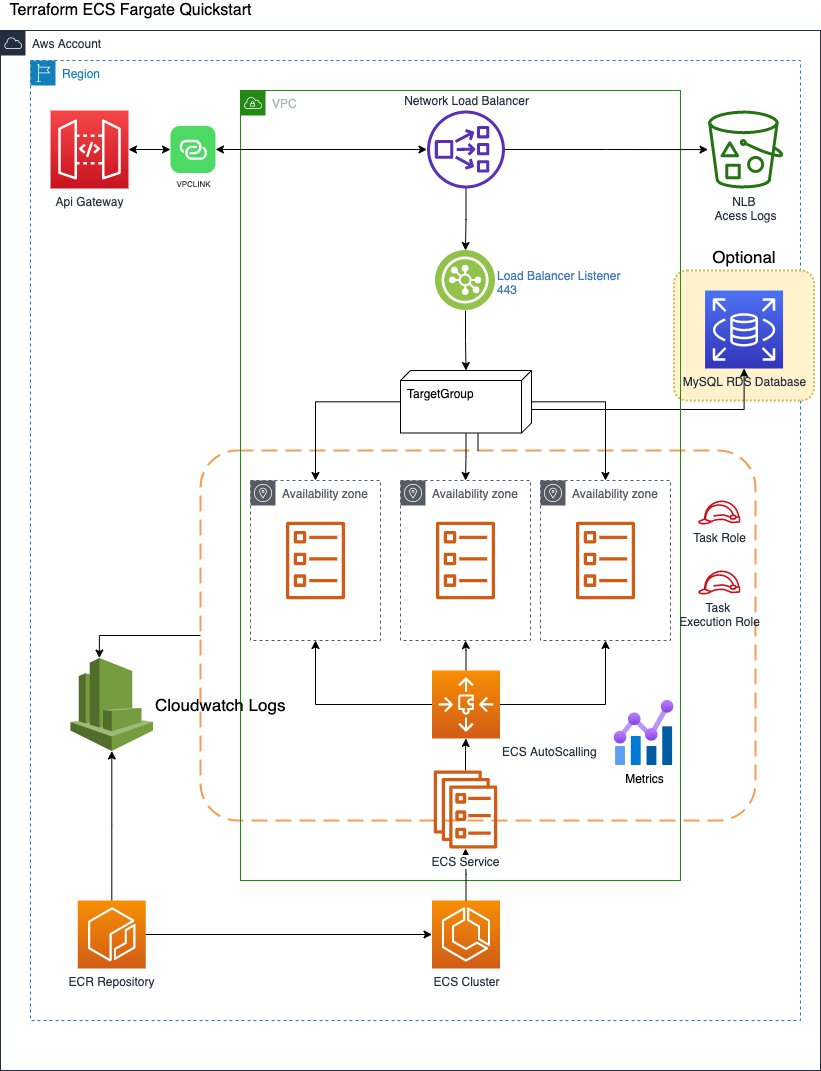 Terraform ECS Fargate Quickstart
Aws Account
Region
VPC
Network Load Balancer
Api Gateway
VPCLINK
NLB
Acess Logs
Load Balancer Listener
443
Optional
MySQL RDS Database
TargetGroup
Availability zone
Availability zone
Availability zone
Task Role
Task
Execution Role
Cloudwatch Logs
ECS AutoScalling
Metrics
ECS Service
ECR Repository
ECS Cluster